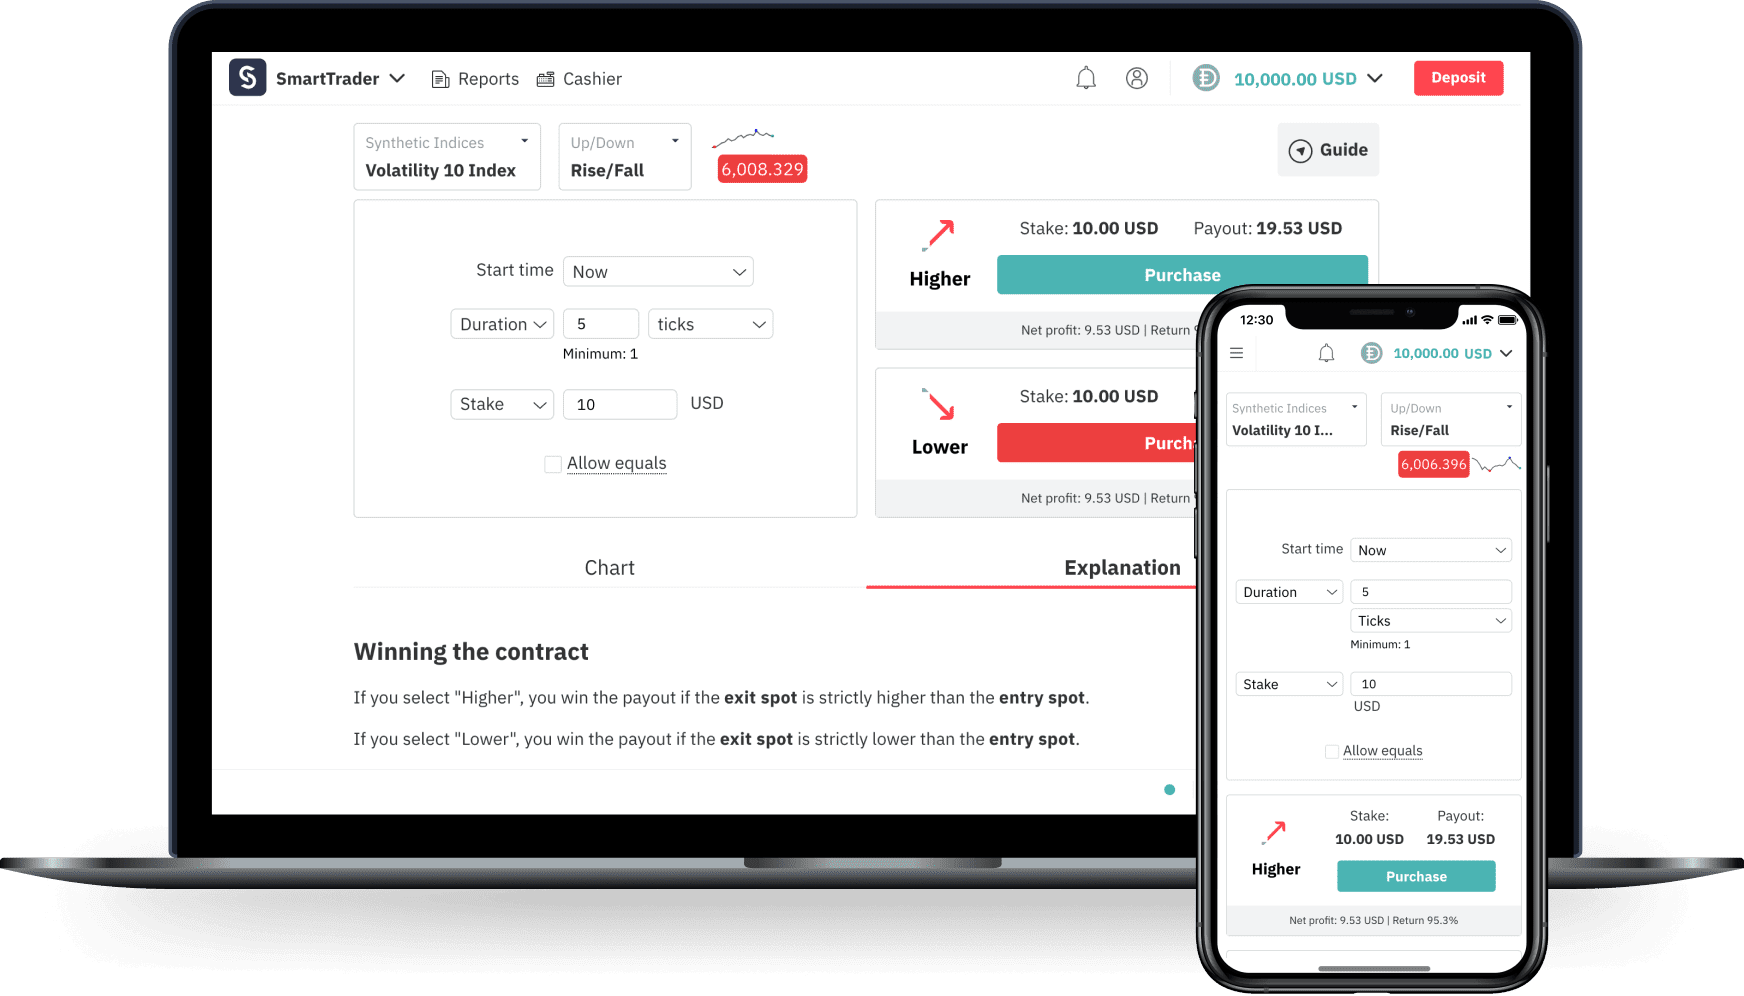 SmartTrader
Reports
Cashier
10,000.00 USD
Deposit
Synthetic Indices
Volatility 10 Index
Up/Down
Rise/Fall
6,008.329
Guide
Start time
Now
Duration
5
ticks
Minimum: 1
Stake
10
USD
Allow equals
Higher
Stake: 10.00 USD
Payout: 19.53 USD
Purchase
Net profit: 9.53 USD | Return
Lower
Stake: 10.00 USD
Net profit: 9.53 USD | Return
Chart
Explanation
Winning the contract
If you select "Higher", you win the payout if the exit spot is strictly higher than the entry spot.
If you select "Lower", you win the payout if the exit spot is strictly lower than the entry spot.
12:30
10,000.00 USD
Synthetic Indices
Volatility 10 I...
Up/Down
Rise/Fall
6,006.396
Start time
Now
Duration
5
Ticks
Minimum: 1
Stake
10
USD
Allow equals
Higher
Stake:
10.00 USD
Payout:
19.53 USD
Purchase
Net profit: 9.53 USD | Return 95.3%